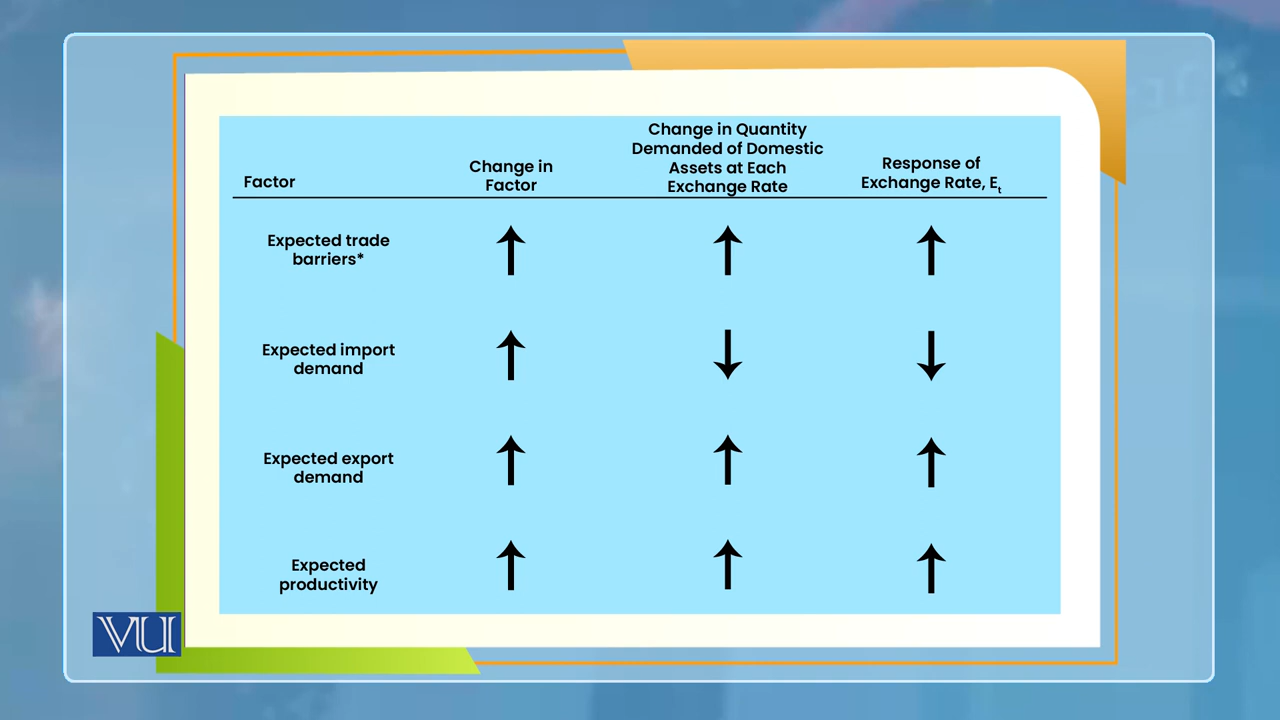 Factor
Change in
Factor
Change in Quantity
Demanded of Domestic
Assets at Each
Exchange Rate
Response of
Exchange Rate, Et
Expected trade
barriers*
Expected import
demand
Expected export
demand
Expected
productivity
VU